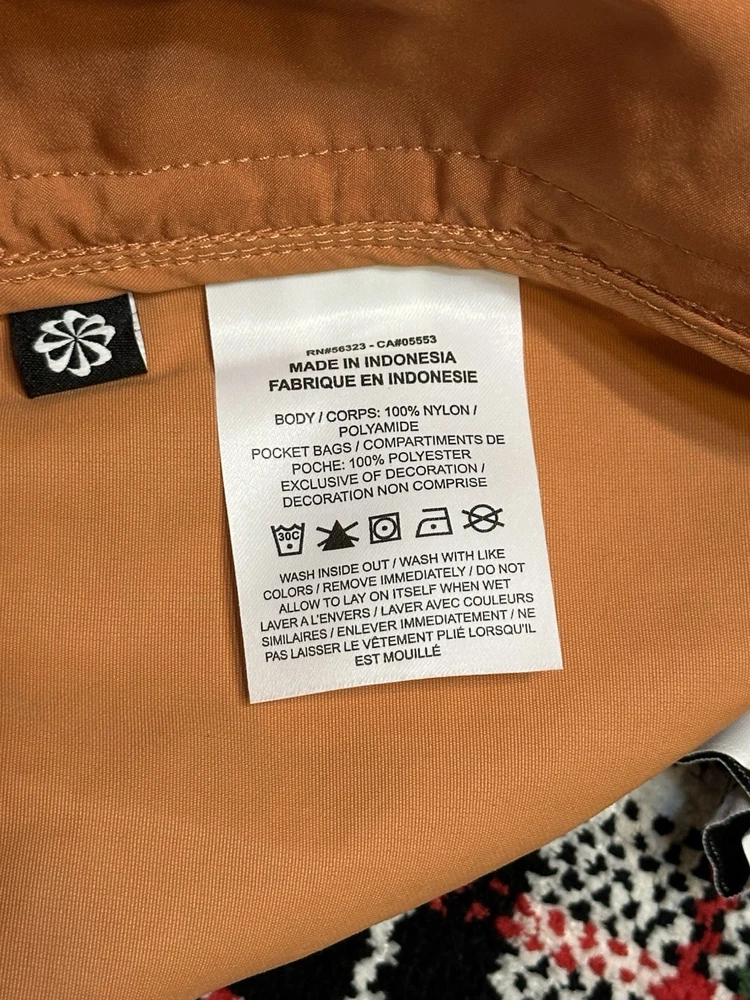 RN#56323 - CA#05553
MADE IN INDONESIA
FABRIQUE EN INDONESIE
BODY / CORPS: 100% NYLON /
POLYAMIDE
POCKET BAGS / COMPARTIMENTS DE
POCHE: 100% POLYESTER
EXCLUSIVE OF DECORATION /
DECORATION NON COMPRISE
30C
WASH INSIDE OUT / WASH WITH LIKE
COLORS / REMOVE IMMEDIATELY / DO NOT
ALLOW TO LAY ON ITSELF WHEN WET
LAVER A L'ENVERS / LAVER AVEC COULEURS
SIMILAIRES / ENLEVER IMMEDIATEMENT / NE
PAS LAISSER LE VÊTEMENT PLIÉ LORSQU'IL
EST MOUILLÉ